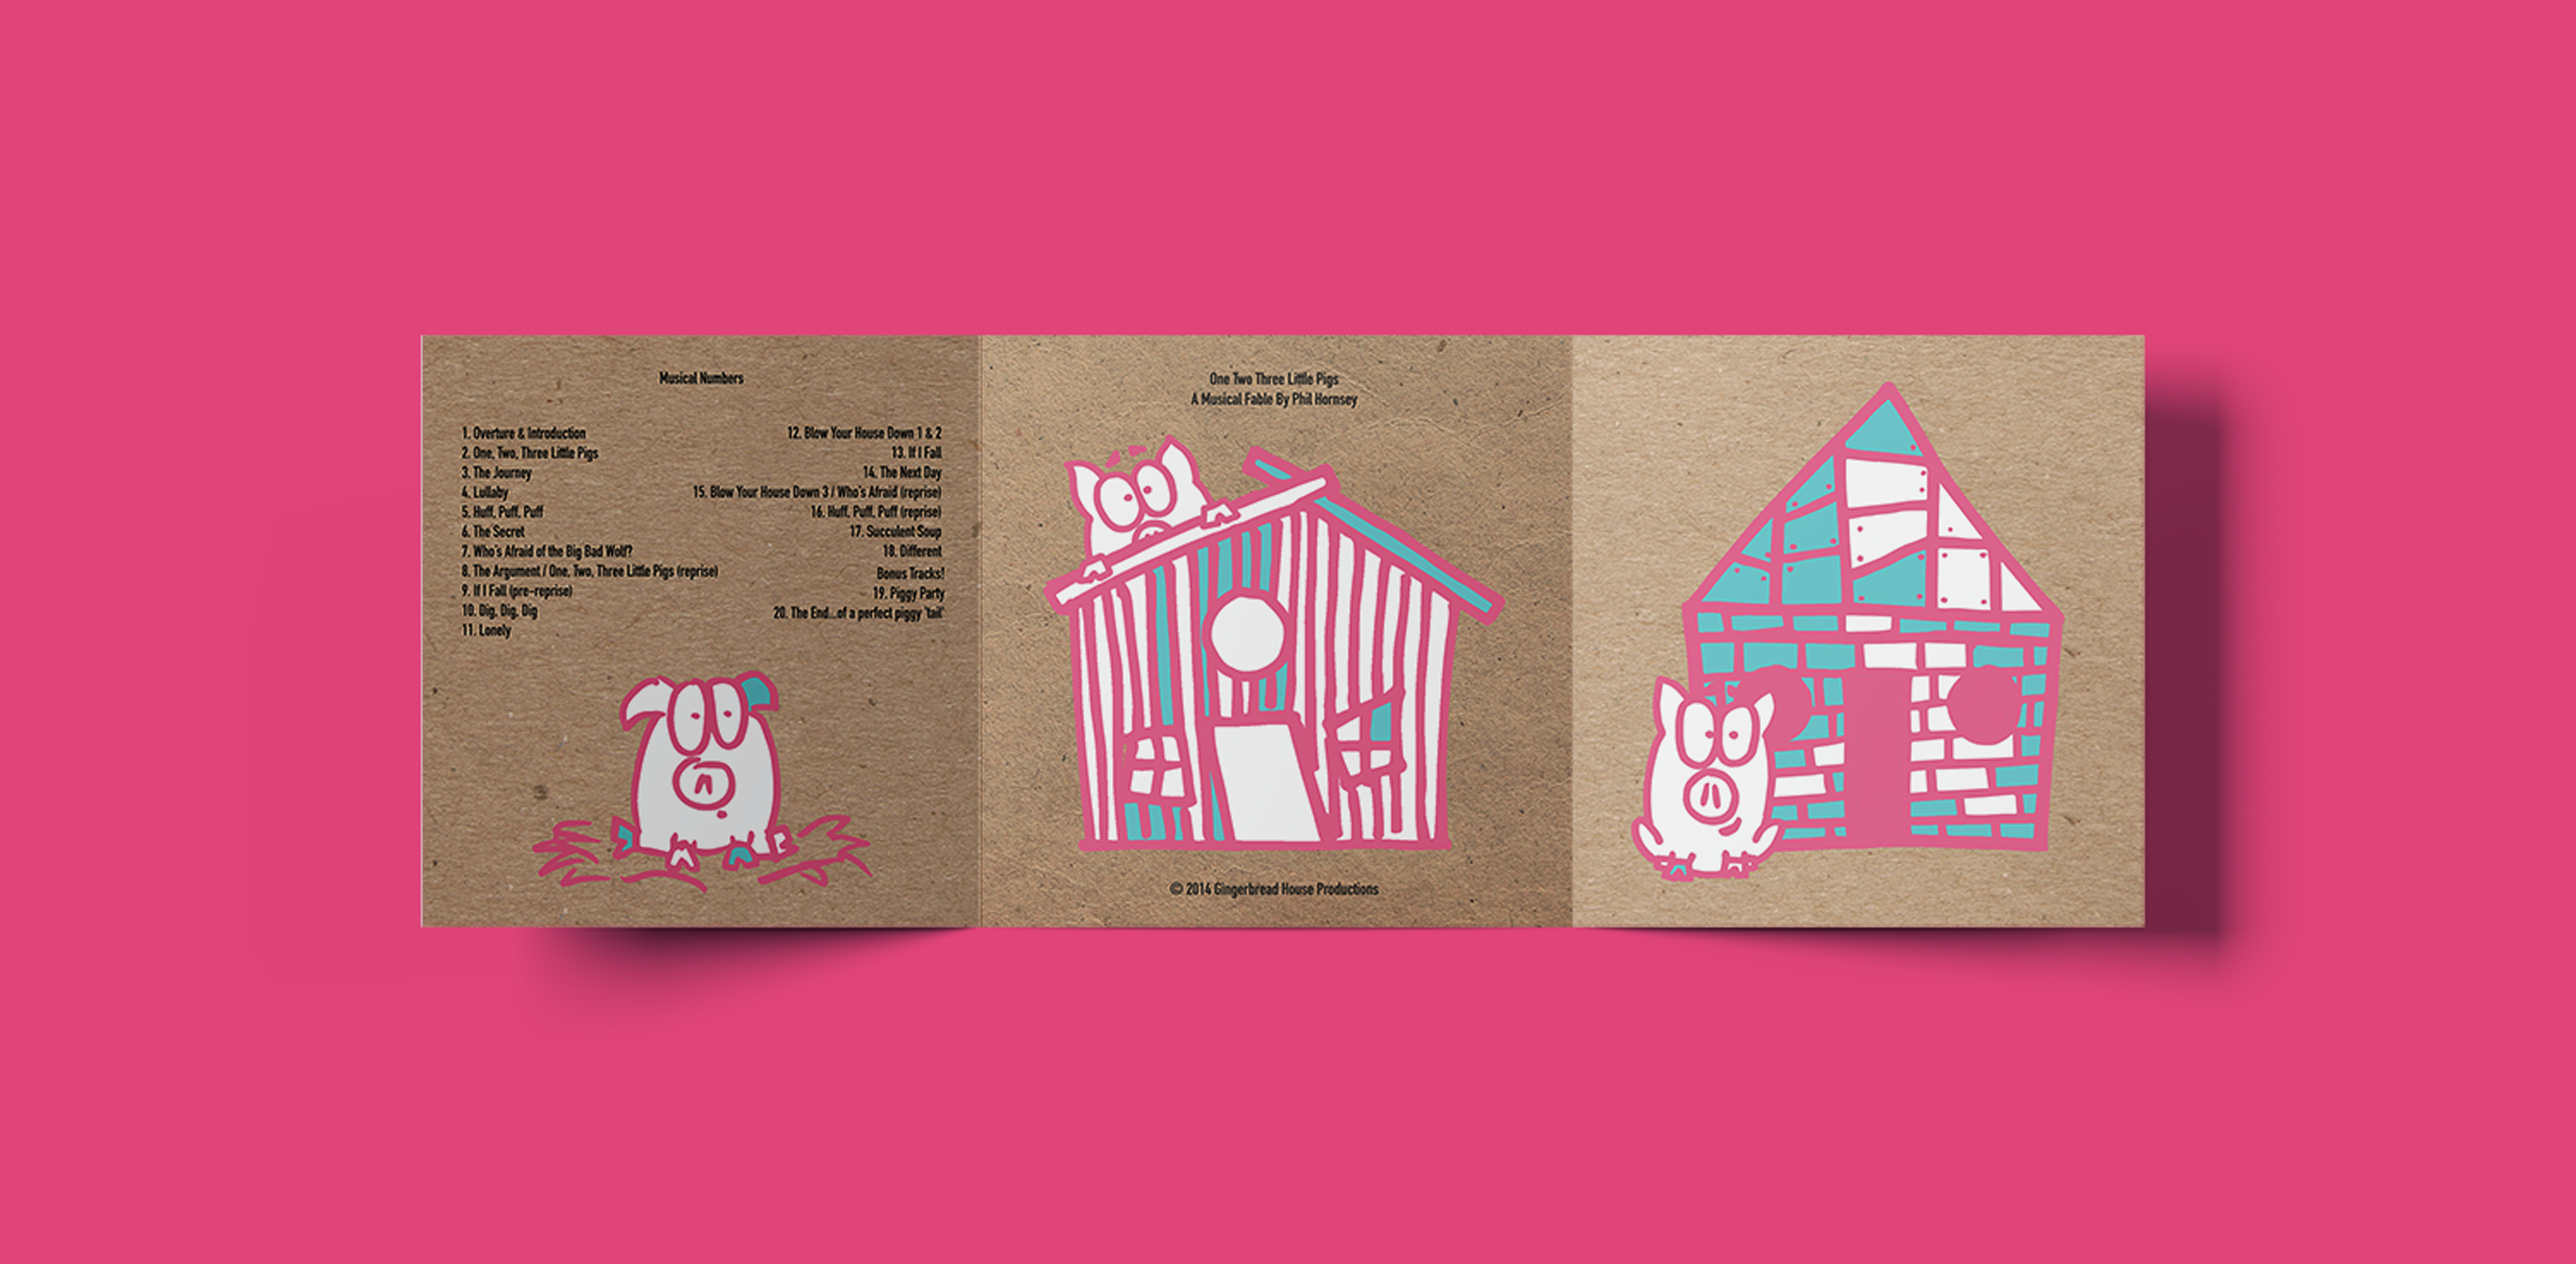 Musical Numbers
1. Overture & Introduction
2. One, Two, Three Little Pigs
3. The Journey
4. Lullaby
5. Huff, Puff, Puff
6. The Secret
7. Who's Afraid of the Big Bad Wolf?
8. The Argument / One, Two, Three Little Pigs (reprise)
9. If I Fall (pre-reprise)
10. Dig, Dig, Dig
11. Lonely
12. Blow Your House Down 1 & 2
13. If I Fall
14. The Next Day
15. Blow Your House Down 3 / Who's Afraid (reprise)
16. Huff, Puff, Puff (reprise)
17. Succulent Soup
18. Different
Bonus Tracks!
19. Piggy Party
20. The End...of a perfect piggy 'tail'
One Two Three Little Pigs
A Musical Fable By Phil Hornsey
© 2014 Gingerbread House Productions